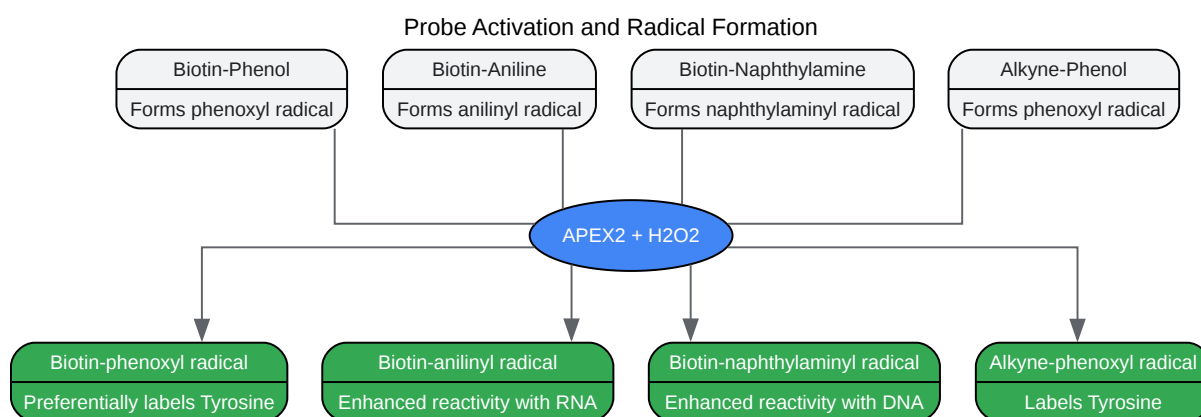 Probe Activation and Radical Formation
Biotin-Phenol
Forms phenoxyl radical
Biotin-Aniline
Forms anilinyl radical
Biotin-Naphthylamine
Forms naphthylaminyl radical
Alkyne-Phenol
Forms phenoxyl radical
APEX2 + H2O2
Biotin-phenoxyl radical
Preferentially labels Tyrosine
Biotin-anilinyl radical
Enhanced reactivity with RNA
Biotin-naphthylaminyl radical
Enhanced reactivity with DNA
Alkyne-phenoxyl radical
Labels Tyrosine